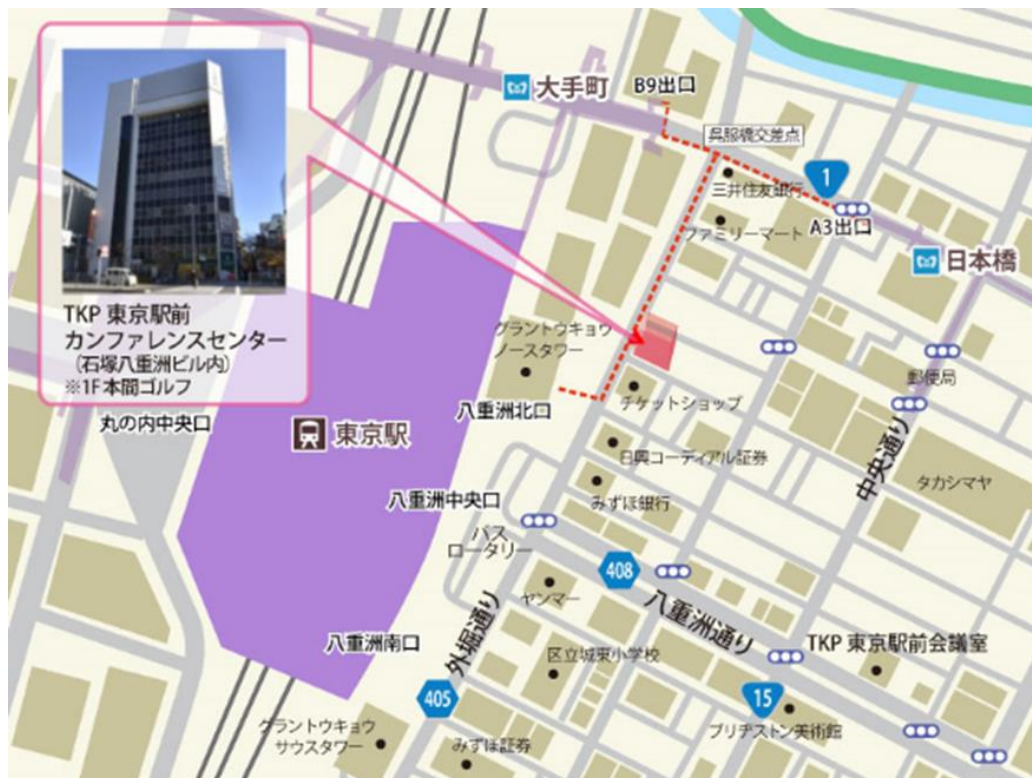 TKP 東京駅前
カンファレンスセンター
(石塚八重洲ビル内)
※1F本間ゴルフ
大手町
B9出口
呉服橋交差点
1
三井住友銀行
ファミリーマート
A3出口
日本橋
グラントウキョウ
ノースタワー
郵便局
チケットショップ
八重洲北口
丸の内中央口
東京駅
日興コーディアル証券
中央通り
タカシマヤ
八重洲中央口
みずほ銀行
バス
ロータリー
408
ヤンマー
八重洲通り
外堀通り
八重洲南口
区立城東小学校
TKP 東京駅前会議室
405
15
ブリヂストン美術館
グラントウキョウ
サウスタワー
みずほ証券